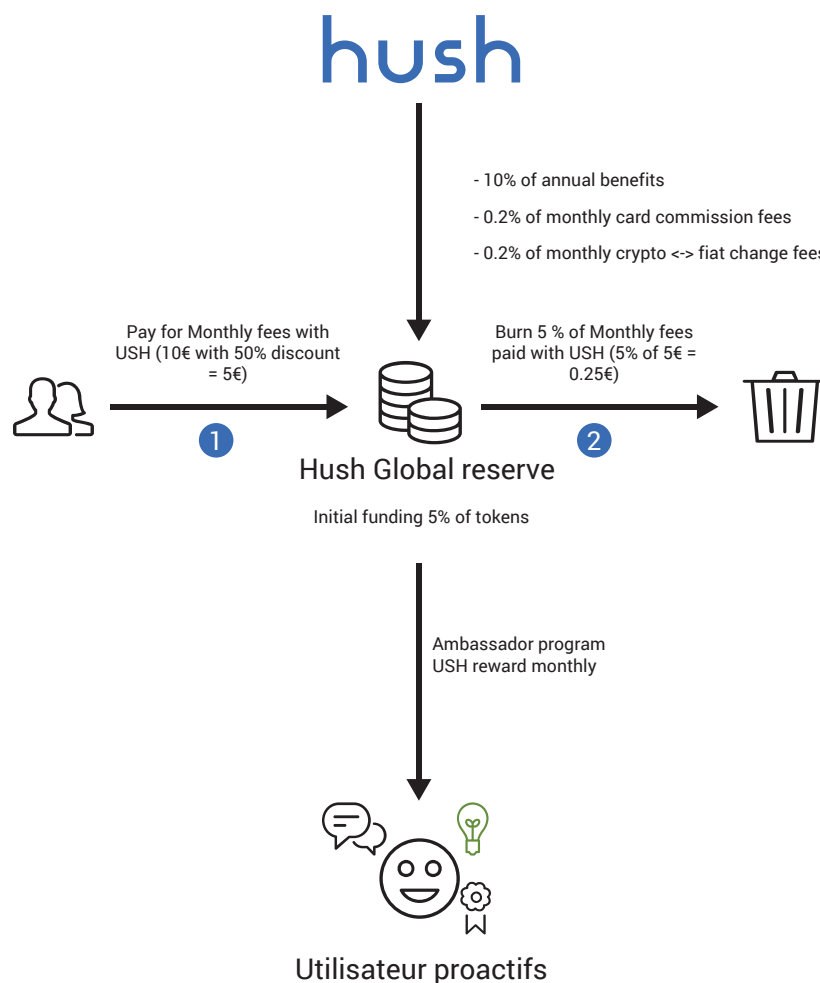 hush
- 10% of annual benefits
- 0.2% of monthly card commission fees
- 0.2% of monthly crypto <-> fiat change fees
Pay for Monthly fees with
USH (10€ with 50% discount
= 5€)
Burn 5 % of Monthly fees
paid with USH (5% of 5€ =
0.25€)
1
2
Hush Global reserve
Initial funding 5% of tokens
Ambassador program
USH reward monthly
Utilisateur proactifs